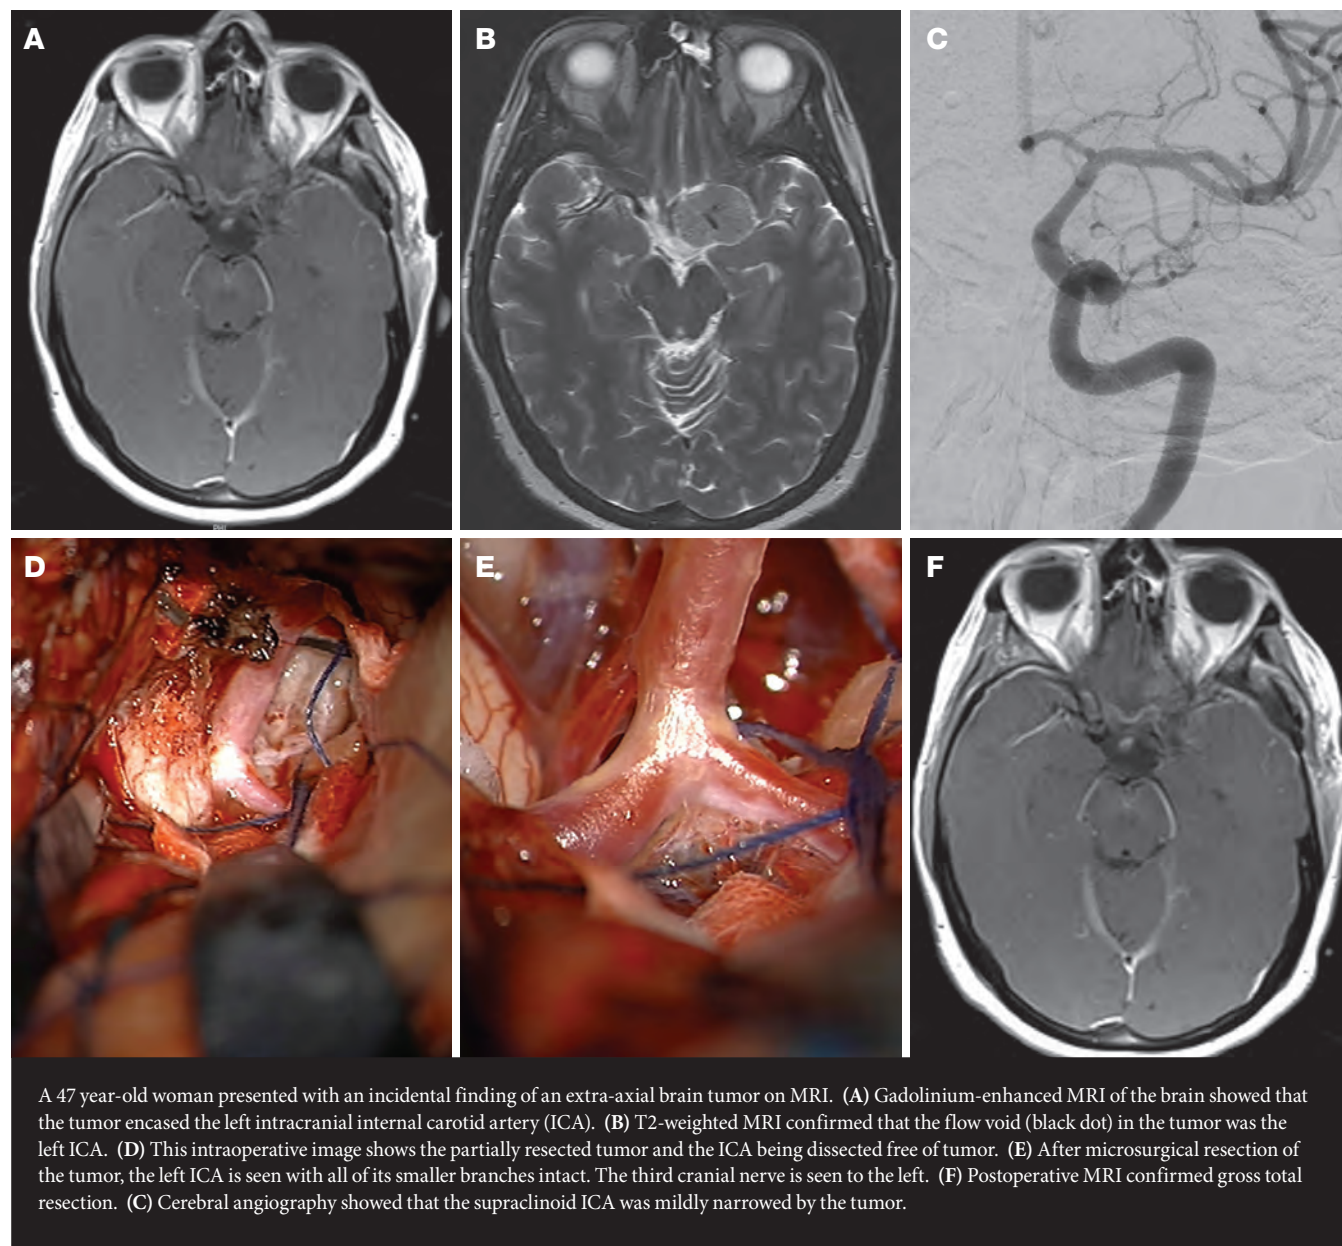 A
B
C
D
E
F
A 47 year-old woman presented with an incidental finding of an extra-axial brain tumor on MRI. (A) Gadolinium-enhanced MRI of the brain showed that
the tumor encased the left intracranial internal carotid artery (ICA). (B) T2-weighted MRI confirmed that the flow void (black dot) in the tumor was the
left ICA. (D) This intraoperative image shows the partially resected tumor and the ICA being dissected free of tumor. (E) After microsurgical resection of
the tumor, the left ICA is seen with all of its smaller branches intact. The third cranial nerve is seen to the left. (F) Postoperative MRI confirmed gross total
resection. (C) Cerebral angiography showed that the supraclinoid ICA was mildly narrowed by the tumor.